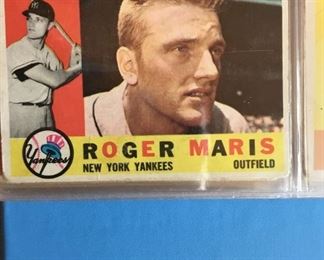 Yankees
ROGER MARIS
NEW YORK YANKEES OUTFIELD